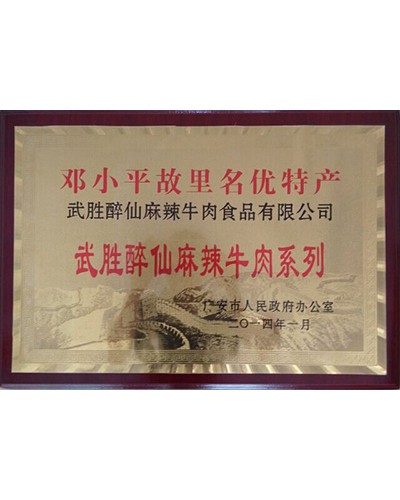 邓小平故里名优特产
武胜醉仙麻辣牛肉食品有限公司
武胜醉仙麻辣牛肉系列
广安市人民政府办公室
二〇一四年一月